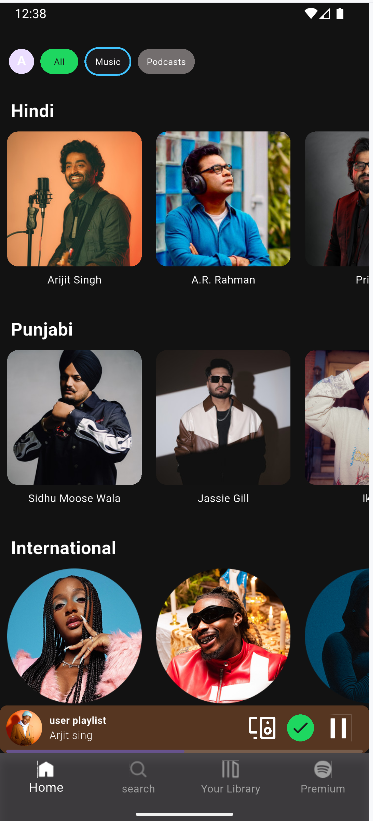 12:38
A
All
Music
Podcasts
Hindi
Arijit Singh
A.R. Rahman
Pri
Punjabi
Sidhu Moose Wala
Jassie Gill
Ik
International
user playlist
Arjit sing
Home
search
Your Library
Premium